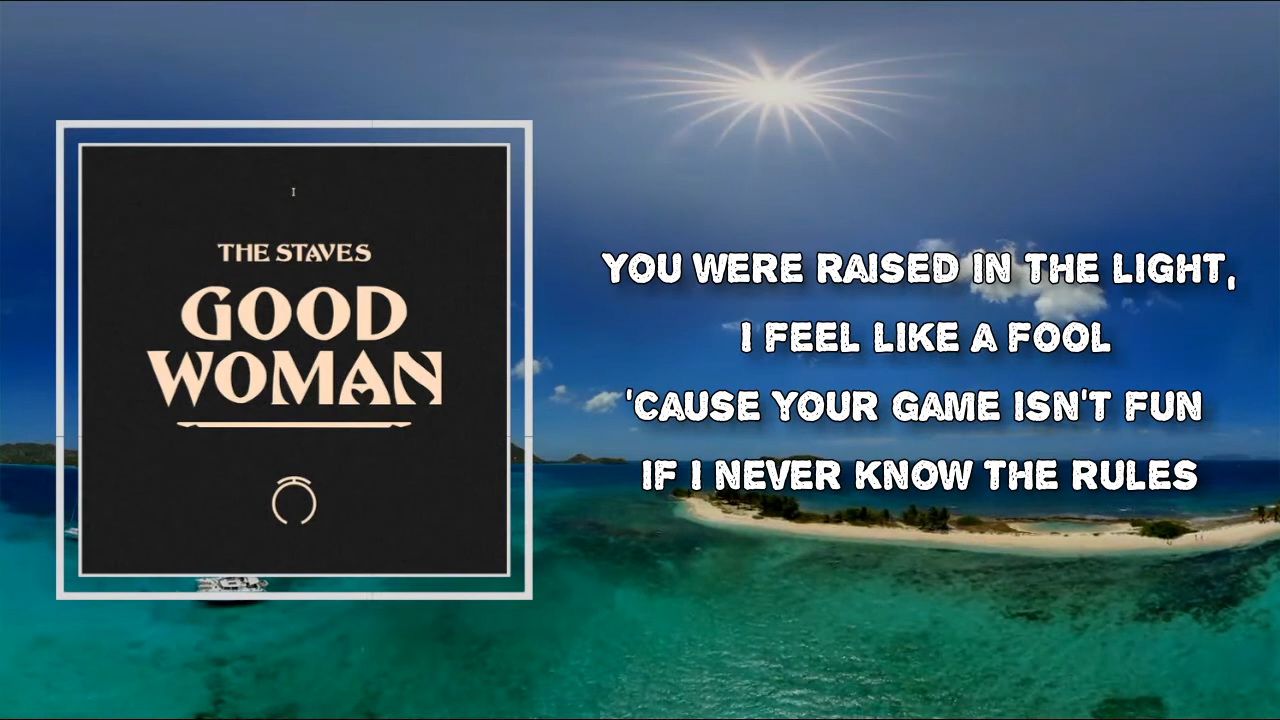 I
THE STAVES
GOOD
WOMAN
YOU WERE RAISED IN THE LIGHT,
I FEEL LIKE A FOOL
'CAUSE YOUR GAME ISN'T FUN
IF I NEVER KNOW THE RULES